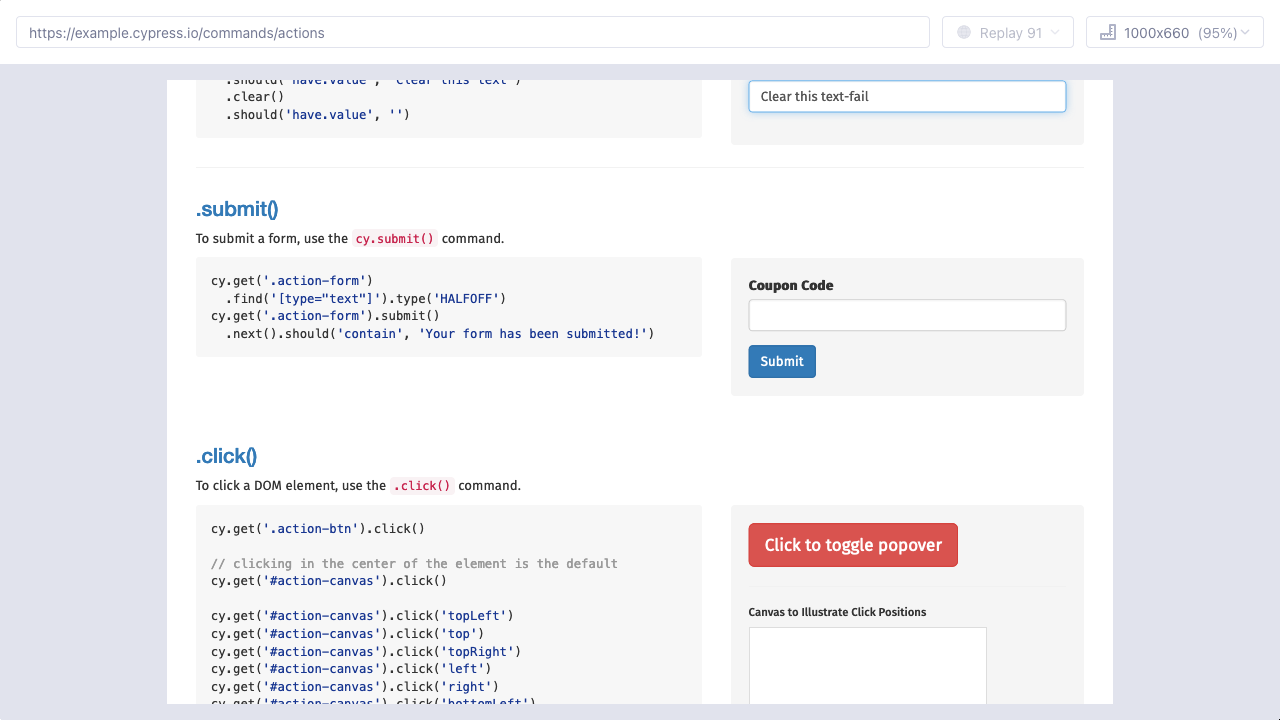 https://example.cypress.io/commands/actions
Replay 91
1000x660 (95%)
.should('have.value', 'Clear this text')
.clear()
.should('have.value', '')
Clear this text-fail
.submit()
To submit a form, use the cy.submit() command.
cy.get('.action-form')
.find('[type="text"]').type('HALFOFF')
cy.get('.action-form').submit()
.next().should('contain', 'Your form has been submitted!')
Coupon Code
Submit
.click()
To click a DOM element, use the .click() command.
cy.get('.action-btn').click()
// clicking in the center of the element is the default
cy.get('#action-canvas').click()
cy.get('#action-canvas').click('topLeft')
cy.get('#action-canvas').click('top')
cy.get('#action-canvas').click('topRight')
cy.get('#action-canvas').click('left')
cy.get('#action-canvas').click('right')
cy.get('#action-canvas').click('bottomLeft')
Click to toggle popover
Canvas to Illustrate Click Positions